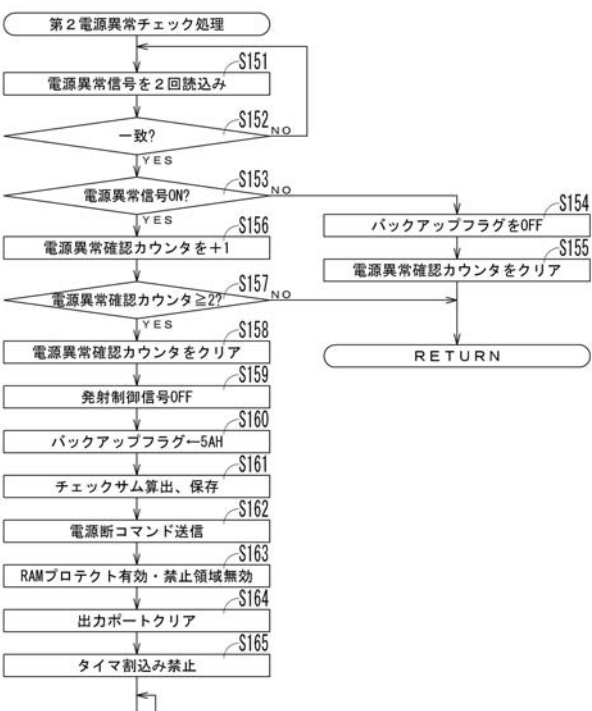 第２電源異常チェック処理
S151
電源異常信号を２回読込み
S152
一致?
NO
YES
S153
電源異常信号ON?
NO
YES
S154
バックアップフラグをOFF
S155
電源異常確認カウンタをクリア
S156
電源異常確認カウンタを＋1
S157
電源異常確認カウンタ≧2?
NO
YES
RETURN
S158
電源異常確認カウンタをクリア
S159
発射制御信号OFF
S160
バックアップフラグ←5AH
S161
チェックサム算出、保存
S162
電源断コマンド送信
S163
RAMプロテクト有効・禁止領域無効
S164
出力ポートクリア
S165
タイマ割込み禁止